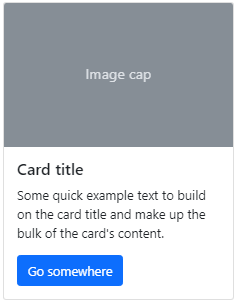 Image cap
Card title
Some quick example text to build
on the card title and make up the
bulk of the card's content.
Go somewhere